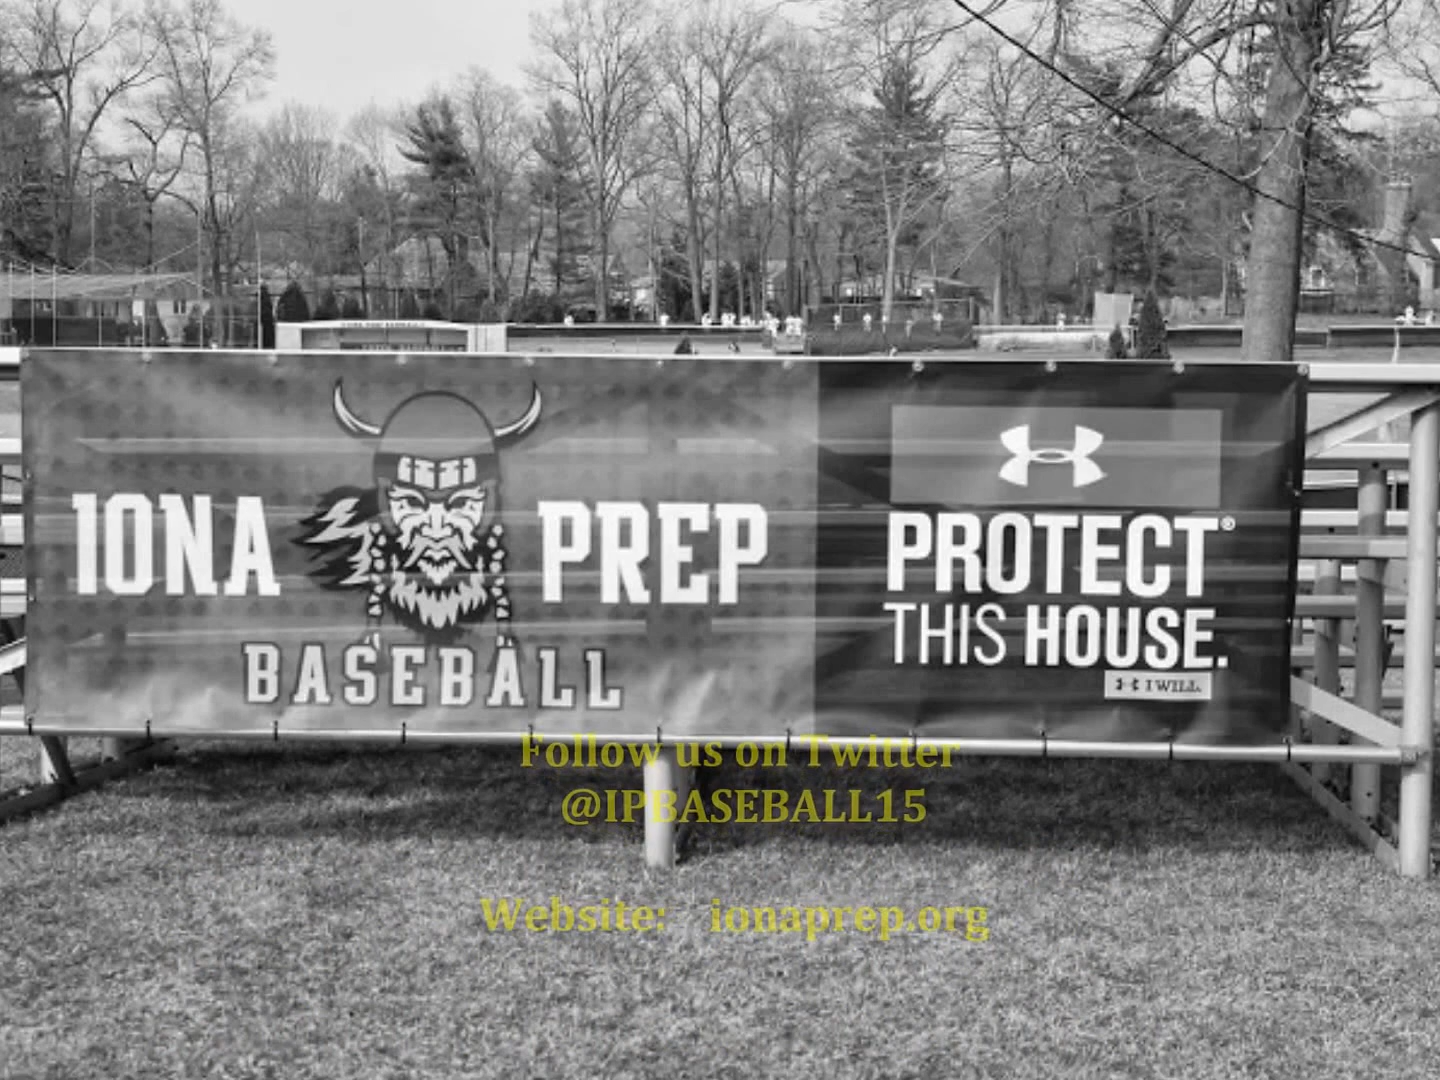 IONA PREP
BASEBALL
PROTECT®
THIS HOUSE.
I WILL
Follow us on Twitter
@IPBASEBALL15
Website: ionaprep.org